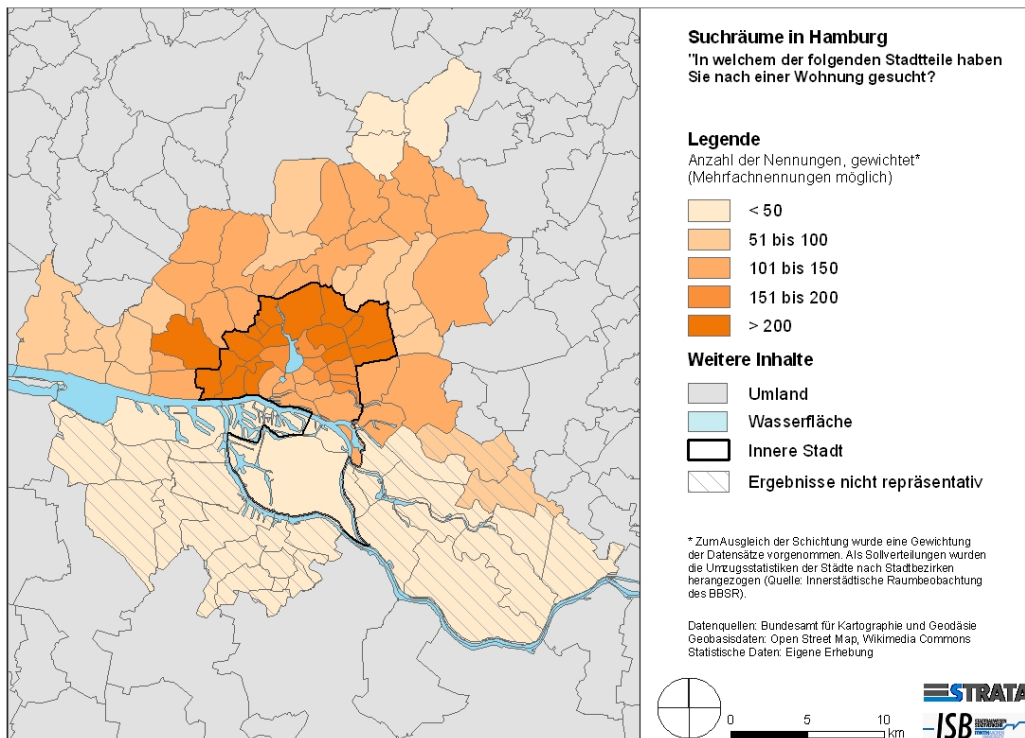 Suchräume in Hamburg
"In welchem der folgenden Stadtteile haben
Sie nach einer Wohnung gesucht?
Legende
Anzahl der Nennungen, gewichtet*
(Mehrfachnennungen möglich)
< 50
51 bis 100
101 bis 150
151 bis 200
> 200
Weitere Inhalte
Umland
Wasserfläche
Innere Stadt
Ergebnisse nicht repräsentativ
* Zum Ausgleich der Schichtung wurde eine Gewichtung
der Datensätze vorgenommen. Als Sollverteilungen wurden
die Umzugsstatistiken der Städte nach Stadtbezirken
herangezogen (Quelle: Innerstädtische Raumbeobachtung
des BBSR).
Datenquellen: Bundesamt für Kartographie und Geodäsie
Geobasisdaten: Open Street Map, Wikimedia Commons
Statistische Daten: Eigene Erhebung
STRATA
ISB
0 5 10
km